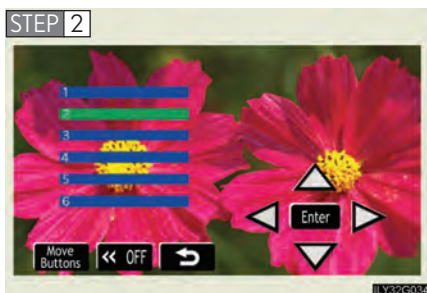 STEP 2
1
2
3
4
5
6
Enter
Move
Buttons
« OFF
ILY32G034